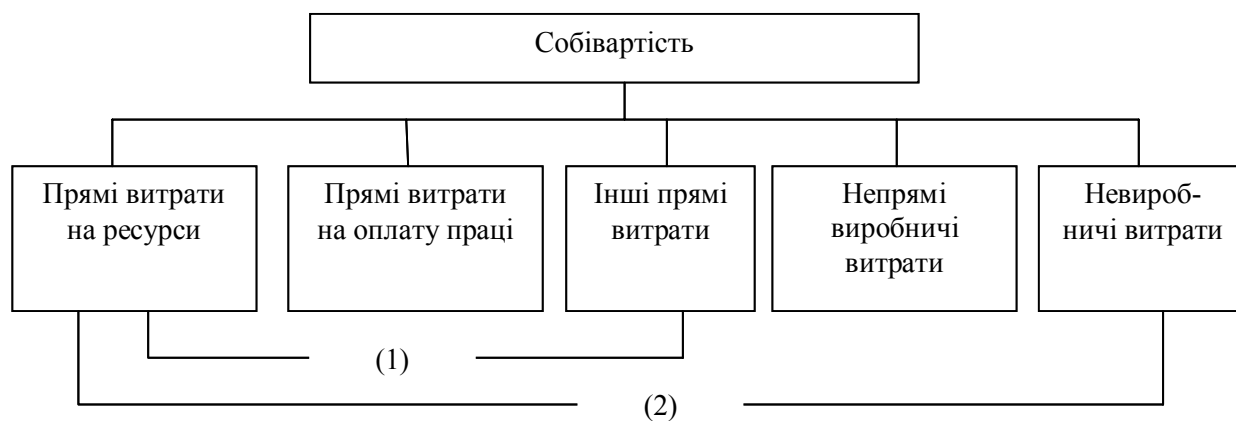 Собівартість
Прямі витрати
на ресурси
Прямі витрати
на оплату праці
Інші прямі
витрати
Непрямі
виробничі
витрати
Невироб-
ничі витрати
(1)
(2)